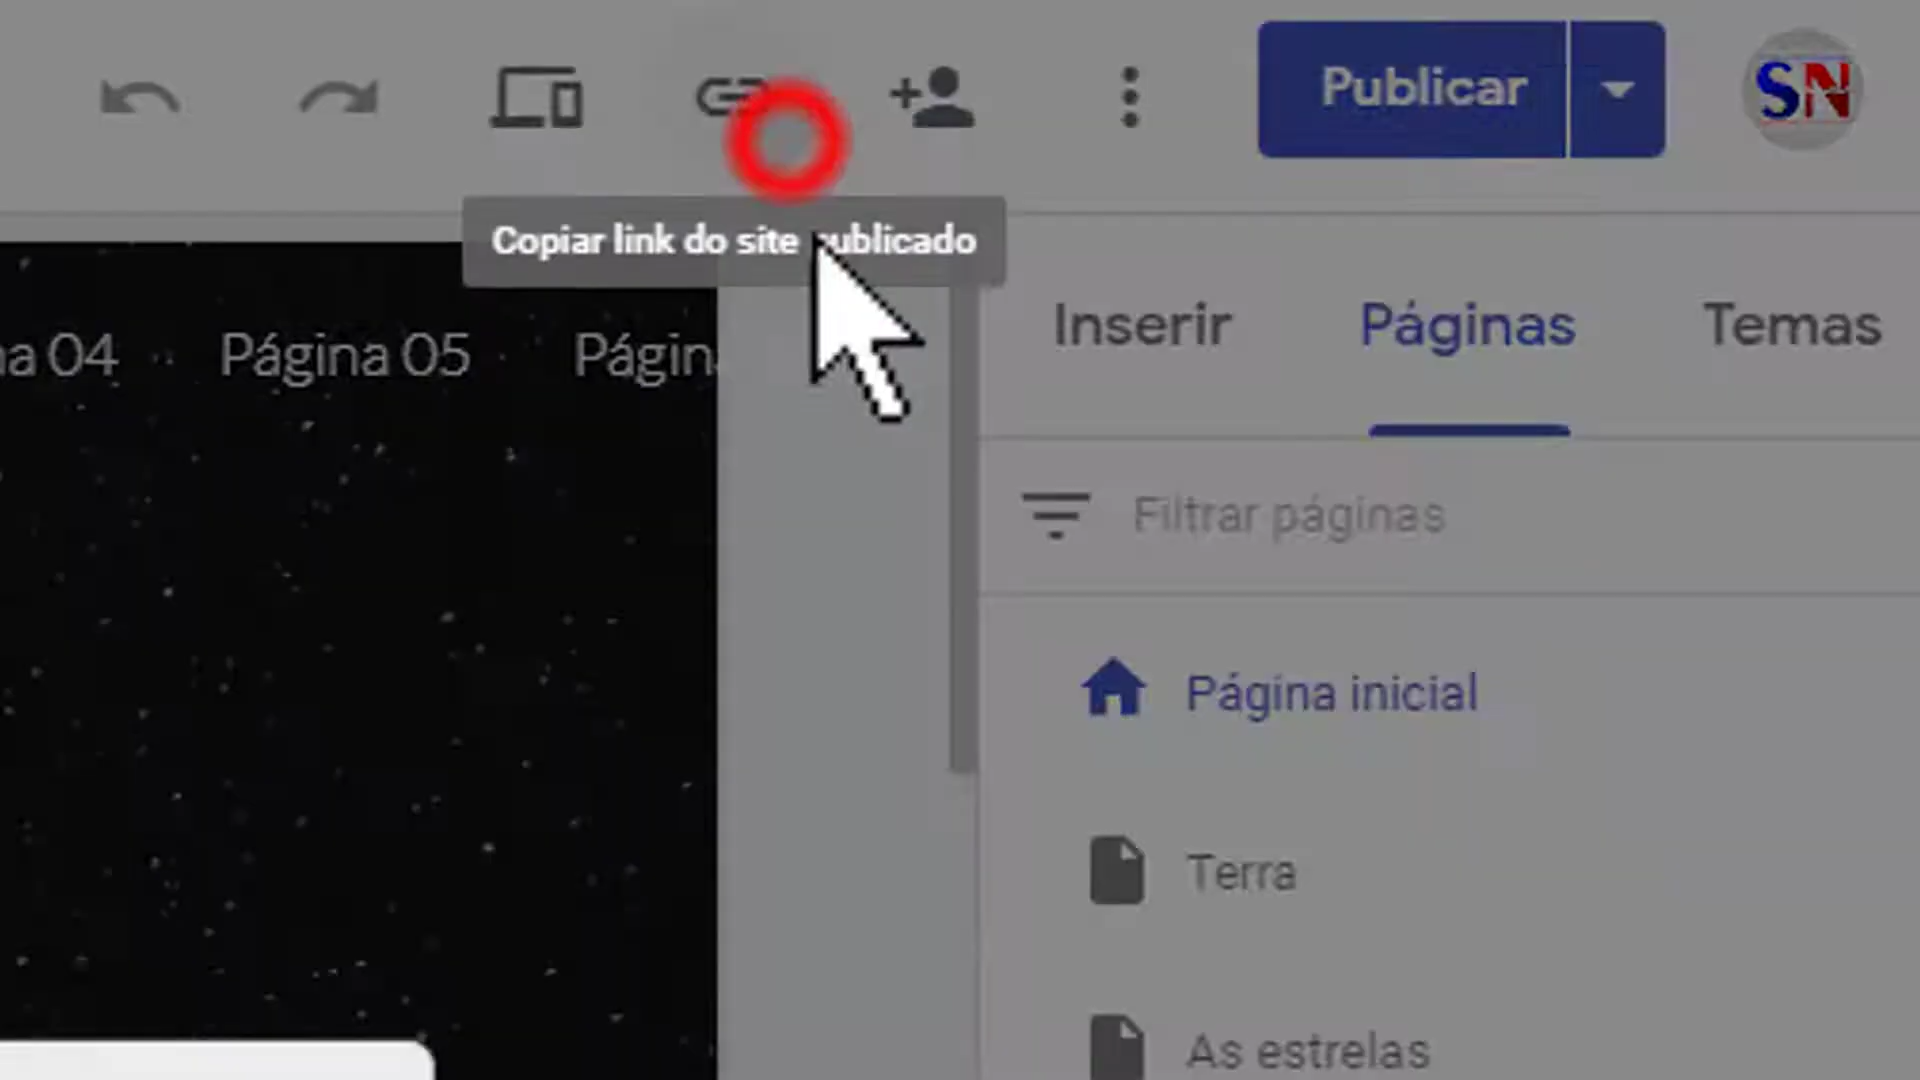 Publicar
SN
Copiar link do site publicado
04
Página 05
Inserir
Páginas
Temas
Filtrar páginas
Página inicial
Terra
As estrelas